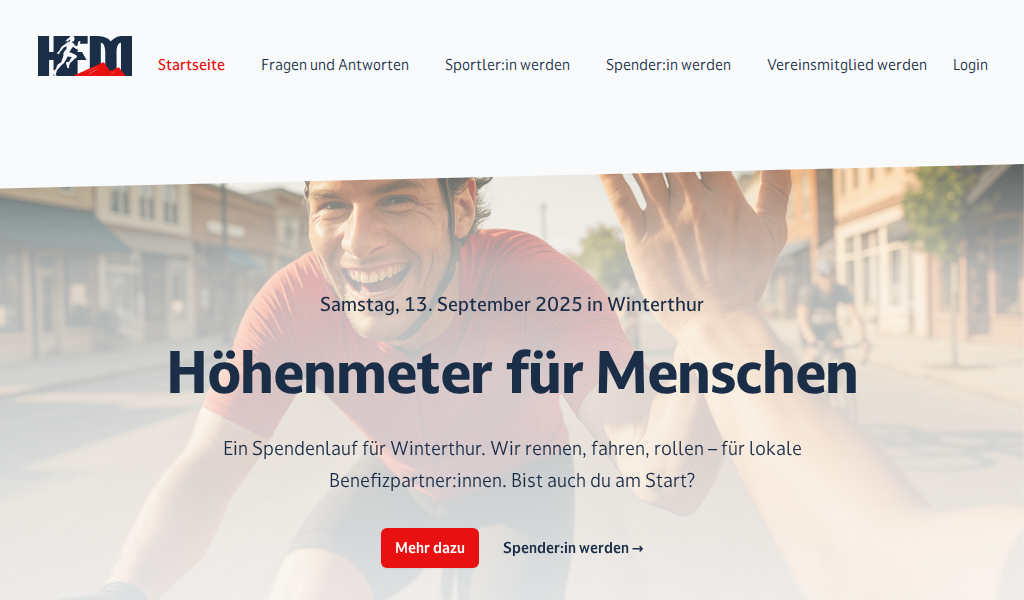 HFM
Startseite
Fragen und Antworten
Sportler:in werden
Spender:in werden
Vereinsmitglied werden
Login
Samstag, 13. September 2025 in Winterthur
Höhenmeter für Menschen
Ein Spendenlauf für Winterthur. Wir rennen, fahren, rollen – für lokale
Benefizpartner:innen. Bist auch du am Start?
Mehr dazu
Spender:in werden →